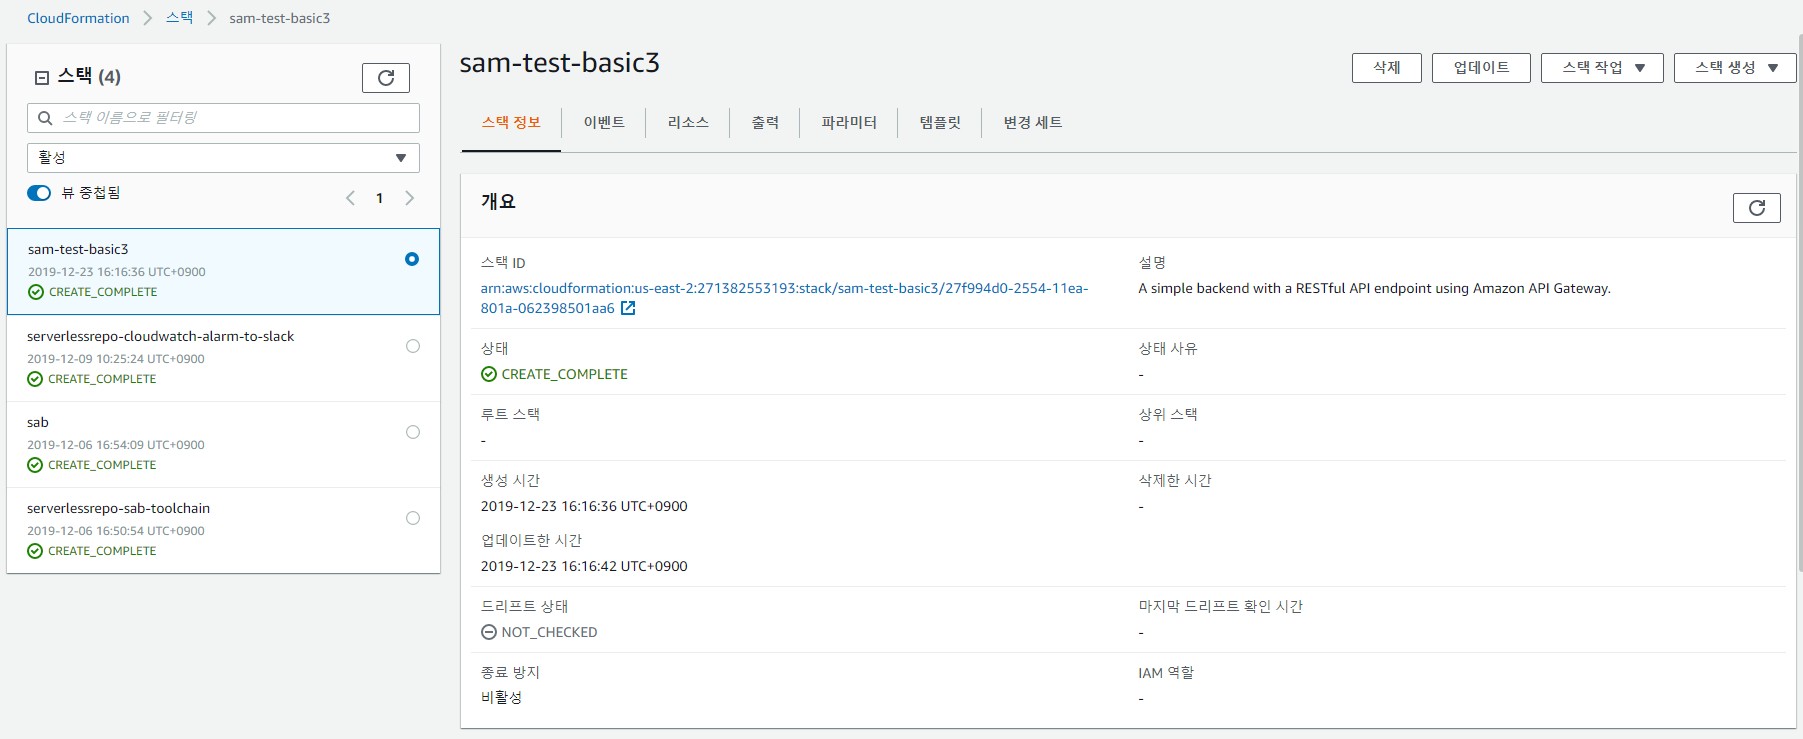 CloudFormation > 스택 > sam-test-basic3
스택 (4)
스택 이름으로 필터링
활성
뷰 중첩됨
1
sam-test-basic3
2019-12-23 16:16:36 UTC+0900
CREATE_COMPLETE
serverlessrepo-cloudwatch-alarm-to-slack
2019-12-09 10:25:24 UTC+0900
CREATE_COMPLETE
sab
2019-12-06 16:54:09 UTC+0900
CREATE_COMPLETE
serverlessrepo-sab-toolchain
2019-12-06 16:50:54 UTC+0900
CREATE_COMPLETE
sam-test-basic3
삭제 업데이트 스택 작업 스택 생성
스택 정보 이벤트 리소스 출력 파라미터 템플릿 변경 세트
개요
스택 ID
arn:aws:cloudformation:us-east-2:271382553193:stack/sam-test-basic3/27f994d0-2554-11ea-
801a-062398501aa6
설명
A simple backend with a RESTful API endpoint using Amazon API Gateway.
상태
CREATE_COMPLETE
상태 사유
-
루트 스택
-
상위 스택
-
생성 시간
2019-12-23 16:16:36 UTC+0900
삭제한 시간
-
업데이트한 시간
2019-12-23 16:16:42 UTC+0900
드리프트 상태
NOT_CHECKED
마지막 드리프트 확인 시간
-
종료 방지
비활성
IAM 역할
-